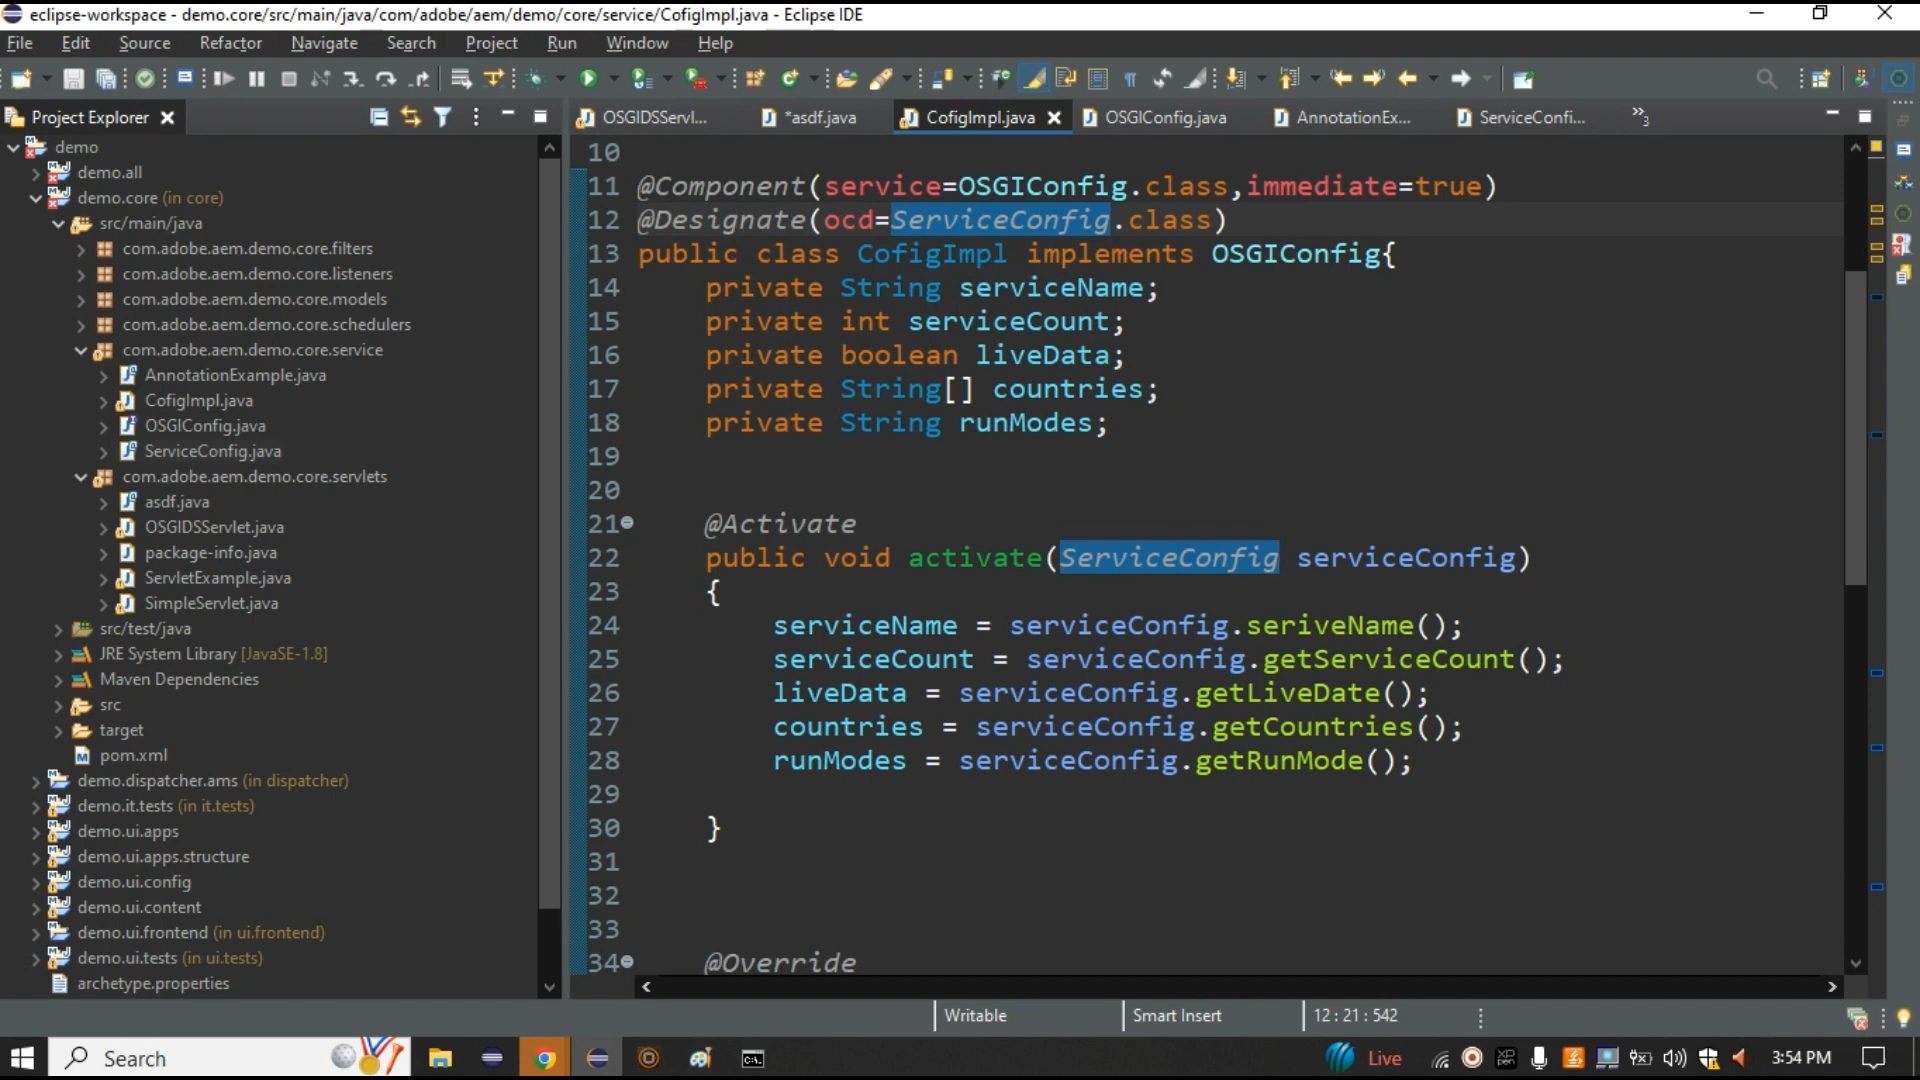 eclipse-workspace - demo.core/src/main/java/com/adobe/aem/demo/core/service/CofigImpl.java - Eclipse IDE
File Edit Source Refactor Navigate Search Project Run Window Help
Project Explorer
OSGIDSServl... *asdf.java CofigImpl.java OSGIConfig.java AnnotationEx... ServiceConfi... »3
demo
demo.all
demo.core (in core)
src/main/java
com.adobe.aem.demo.core.filters
com.adobe.aem.demo.core.listeners
com.adobe.aem.demo.core.models
com.adobe.aem.demo.core.schedulers
com.adobe.aem.demo.core.service
AnnotationExample.java
CofigImpl.java
OSGIConfig.java
ServiceConfig.java
com.adobe.aem.demo.core.servlets
asdf.java
OSGIDSServlet.java
package-info.java
ServletExample.java
SimpleServlet.java
src/test/java
JRE System Library [JavaSE-1.8]
Maven Dependencies
src
target
pom.xml
demo.dispatcher.ams (in dispatcher)
demo.it.tests (in it.tests)
demo.ui.apps
demo.ui.apps.structure
demo.ui.config
demo.ui.content
demo.ui.frontend (in ui.frontend)
demo.ui.tests (in ui.tests)
archetype.properties
10
11 @Component(service=OSGIConfig.class,immediate=true)
12 @Designate(ocd=ServiceConfig.class)
13 public class CofigImpl implements OSGIConfig{
14 private String serviceName;
15 private int serviceCount;
16 private boolean liveData;
17 private String[] countries;
18 private String runModes;
19
20
21 @Activate
22 public void activate(ServiceConfig serviceConfig)
23 {
24 serviceName = serviceConfig.seriveName();
25 serviceCount = serviceConfig.getServiceCount();
26 liveData = serviceConfig.getLiveDate();
27 countries = serviceConfig.getCountries();
28 runModes = serviceConfig.getRunMode();
29
30 }
31
32
33
34 @Override
Writable Smart Insert 12 : 21 : 542
Search Live 3:54 PM